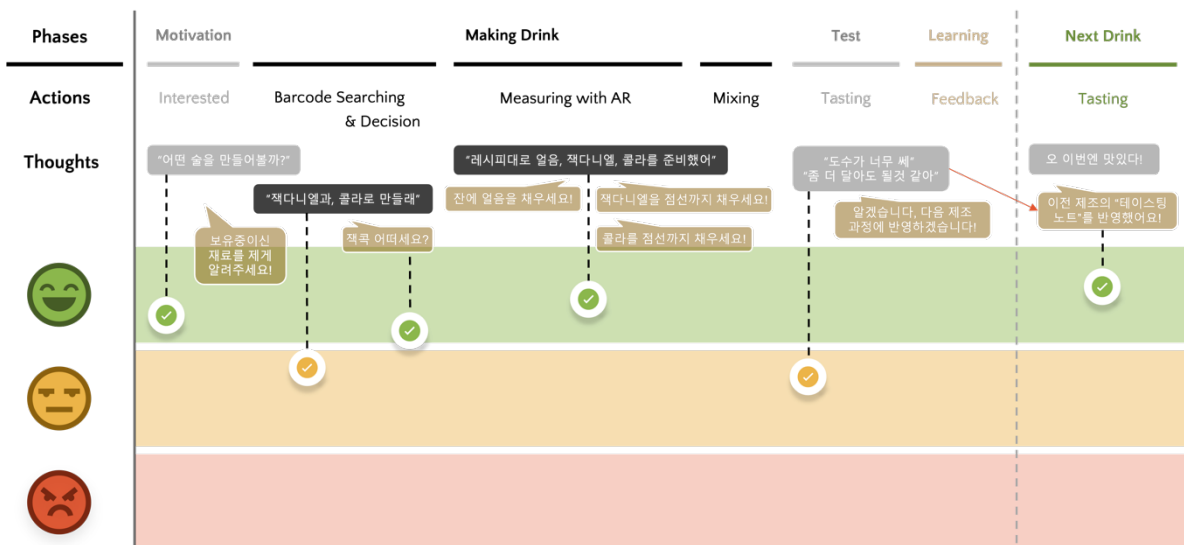 Phases
Motivation
Making Drink
Test
Learning
Next Drink
Actions
Interested
Barcode Searching
& Decision
Measuring with AR
Mixing
Tasting
Feedback
Tasting
Thoughts
"어떤 술을 만들어볼까?"
보유중이신
재료를 제게
알려주세요!
"잭다니엘과, 콜라로 만들래"
잭콕 어떠세요?
"레시피대로 얼음, 잭다니엘, 콜라를 준비했어"
잔에 얼음을 채우세요!
잭다니엘을 점선까지 채우세요!
콜라를 점선까지 채우세요!
"도수가 너무 쎄"
"좀 더 달아도 될것 같아"
알겠습니다, 다음 제조
과정에 반영하겠습니다!
오 이번엔 맛있다!
이전 제조의 "테이스팅
노트"를 반영했어요!